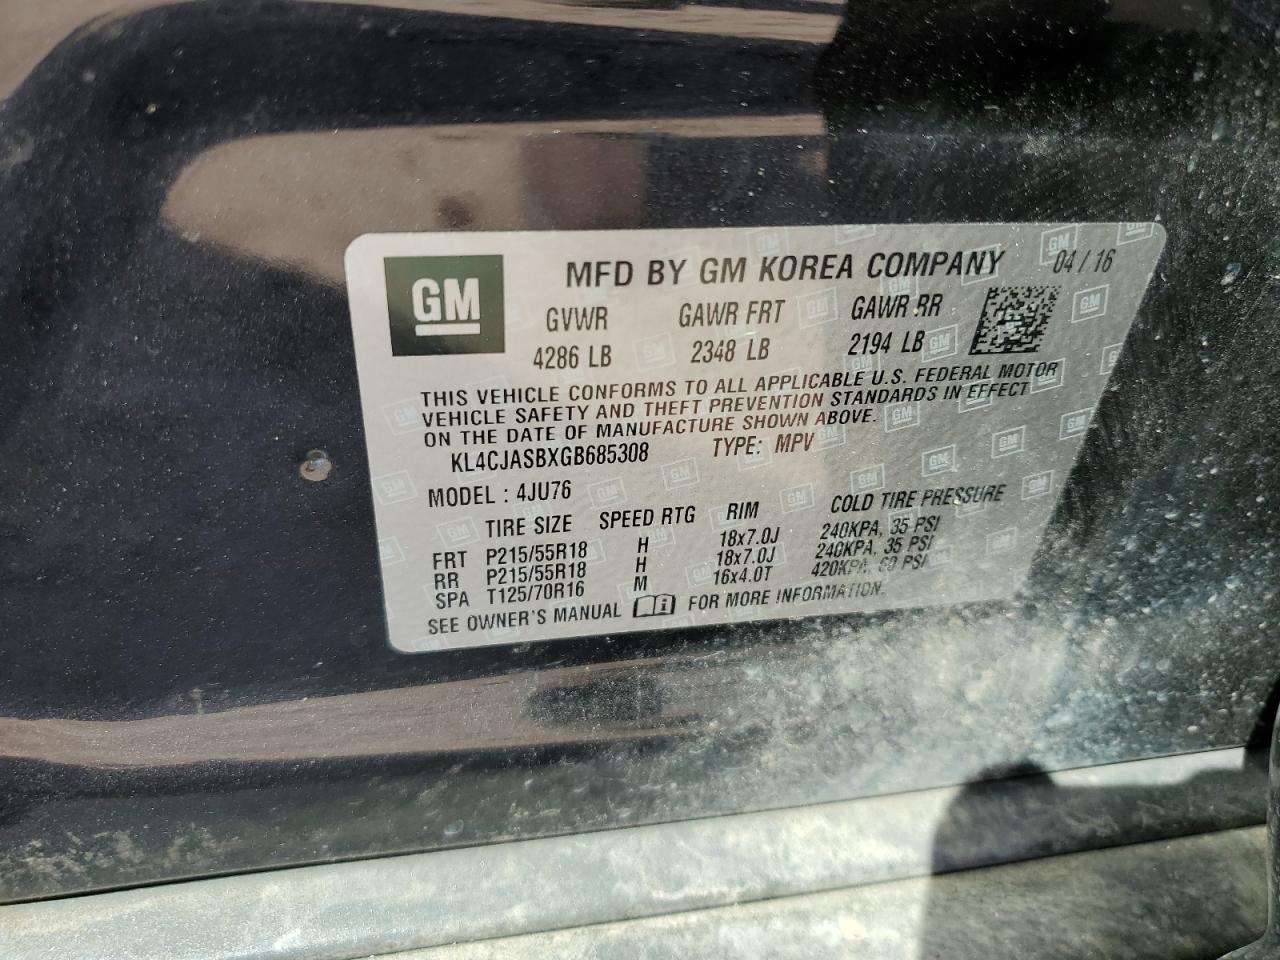 GM
MFD BY GM KOREA COMPANY 04 / 16
GVWR GAWR FRT GAWR RR
4286 LB 2348 LB 2194 LB
THIS VEHICLE CONFORMS TO ALL APPLICABLE U.S. FEDERAL MOTOR
VEHICLE SAFETY AND THEFT PREVENTION STANDARDS IN EFFECT
ON THE DATE OF MANUFACTURE SHOWN ABOVE.
KL4CJASBXGB685308 TYPE: MPV
MODEL : 4JU76
TIRE SIZE SPEED RTG RIM COLD TIRE PRESSURE
FRT P215/55R18 H 18x7.0J 240KPA, 35 PSI
RR P215/55R18 H 18x7.0J 240KPA, 35 PSI
SPA T125/70R16 M 16x4.0T 420KPA, 60 PSI
SEE OWNER'S MANUAL i FOR MORE INFORMATION.